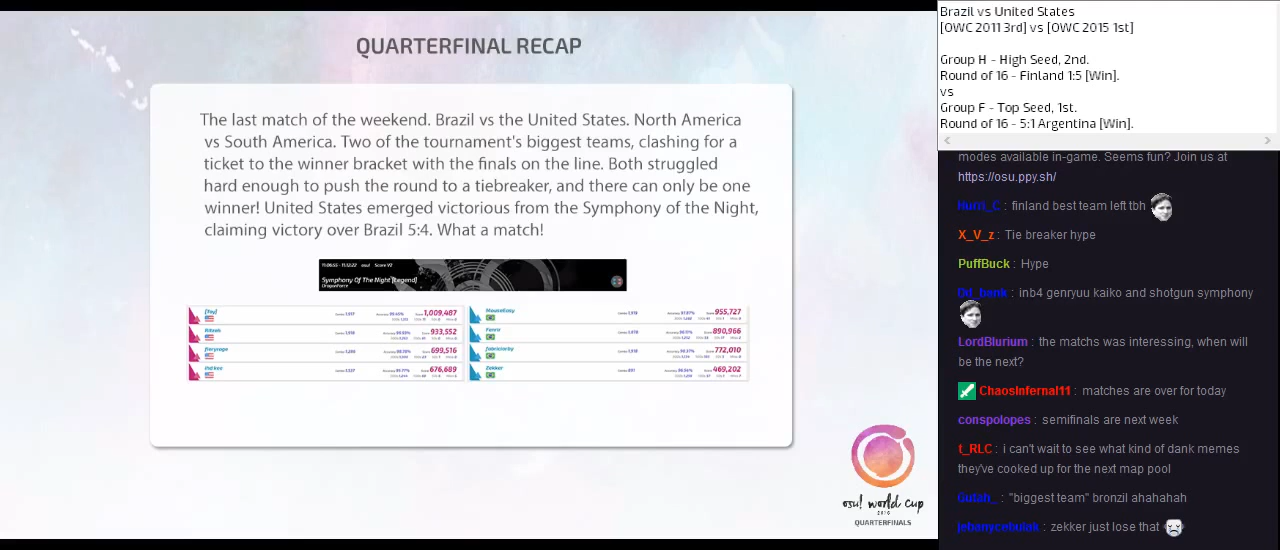 QUARTERFINAL RECAP
The last match of the weekend. Brazil vs the United States. North America
vs South America. Two of the tournament's biggest teams, clashing for a
ticket to the winner bracket with the finals on the line. Both struggled
hard enough to push the round to a tiebreaker, and there can only be one
winner! United States emerged victorious from the Symphony of the Night,
claiming victory over Brazil 5:4. What a match!
Symphony Of The Night [Legend]
DragonForce
[Toy]
1,009,487
933,552
699,516
676,689
MouseEasy
955,727
890,966
772,010
Zekker
469,202
osu! world cup
2016
QUARTERFINALS
Brazil vs United States
[OWC 2011 3rd] vs [OWC 2015 1st]
Group H - High Seed, 2nd.
Round of 16 - Finland 1:5 [Win].
vs
Group F - Top Seed, 1st.
Round of 16 - 5:1 Argentina [Win].
modes available in-game. Seems fun? Join us at
https://osu.ppy.sh/
finland best team left tbh
X_V_z : Tie breaker hype
PuffBuck : Hype
inb4 genryuu kaiko and shotgun symphony
LordBlurium : the matchs was interessing, when will
be the next?
ChaosInfernal11 : matches are over for today
conspolopes : semifinals are next week
t_RLC : i can't wait to see what kind of dank memes
they've cooked up for the next map pool
Gutah_ : "biggest team" bronzil ahahahah
jebanycebulak : zekker just lose that